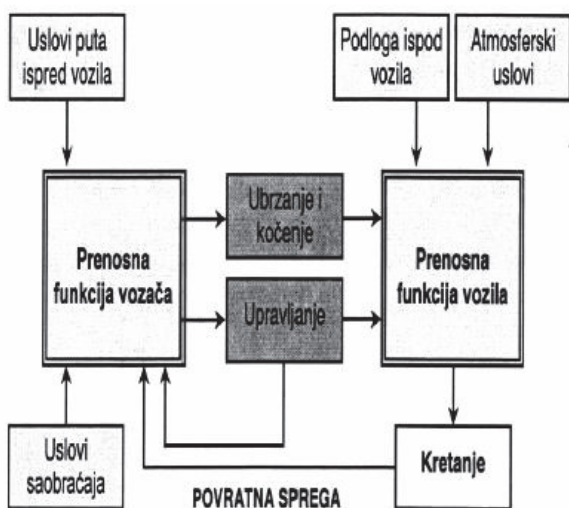 Uslovi puta
ispred vozila
Podloga ispod
vozila
Atmosferski
uslovi
Prenosna
funkcija vozača
Ubrzanje i
kočenje
Upravljanje
Prenosna
funkcija vozila
Uslovi
saobraćaja
Kretanje
POVRATNA SPREGA